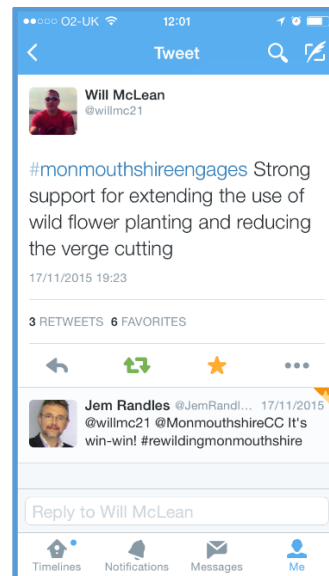 O2-UK 12:01
Tweet
Will McLean
@willmc21
#monmouthshireengages Strong
support for extending the use of
wild flower planting and reducing
the verge cutting
17/11/2015 19:23
3 RETWEETS 6 FAVORITES
Jem Randles @JemRandl... 17/11/2015
@willmc21 @MonmouthshireCC It's
win-win! #rewildingmonmouthshire
Reply to Will McLean
Timelines Notifications Messages Me